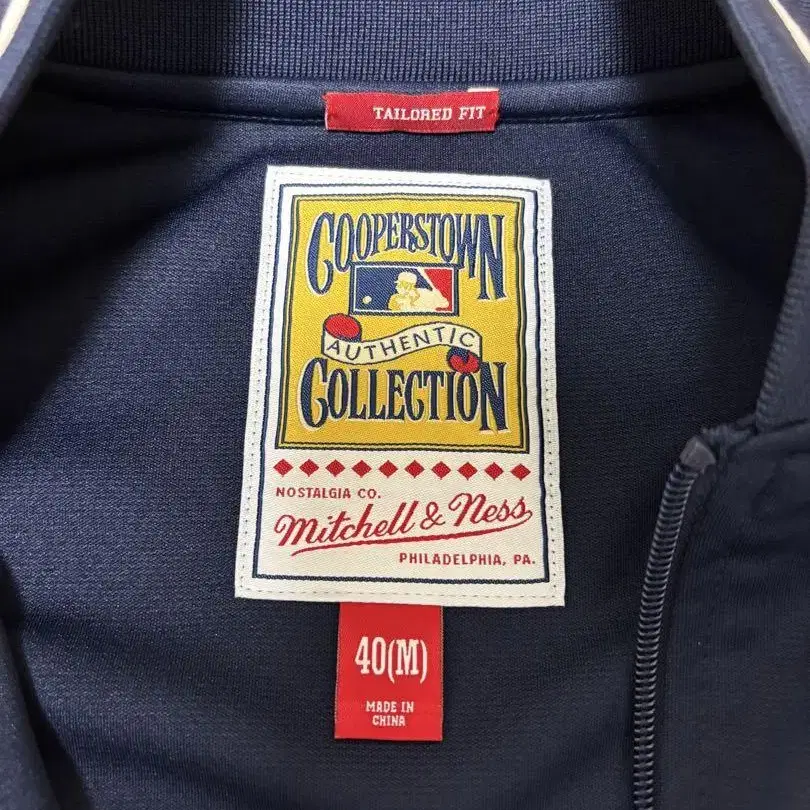 TAILORED FIT
COOPERSTOWN
AUTHENTIC
COLLECTION
NOSTALGIA CO.
Mitchell & Ness
PHILADELPHIA, PA.
40(M)
MADE IN
CHINA